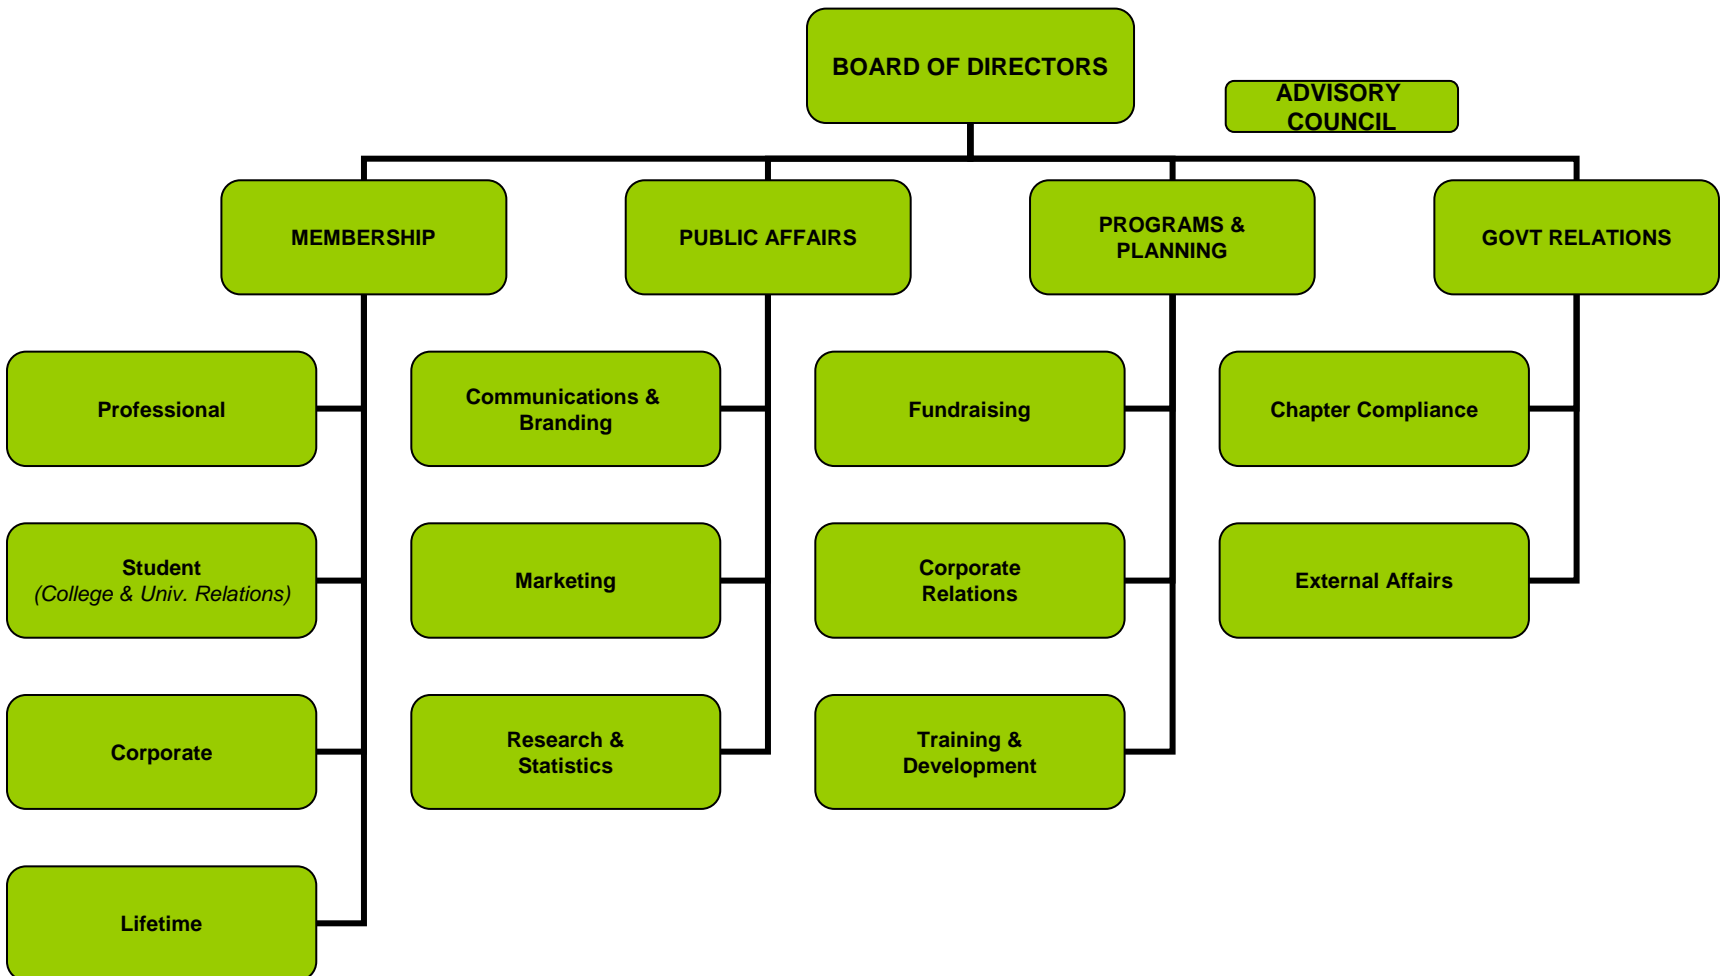 BOARD OF DIRECTORS
ADVISORY
COUNCIL
MEMBERSHIP
PUBLIC AFFAIRS
PROGRAMS &
PLANNING
GOVT RELATIONS
Professional
Communications &
Branding
Fundraising
Chapter Compliance
Student
(College & Univ. Relations)
Marketing
Corporate
Relations
External Affairs
Corporate
Research &
Statistics
Training &
Development
Lifetime